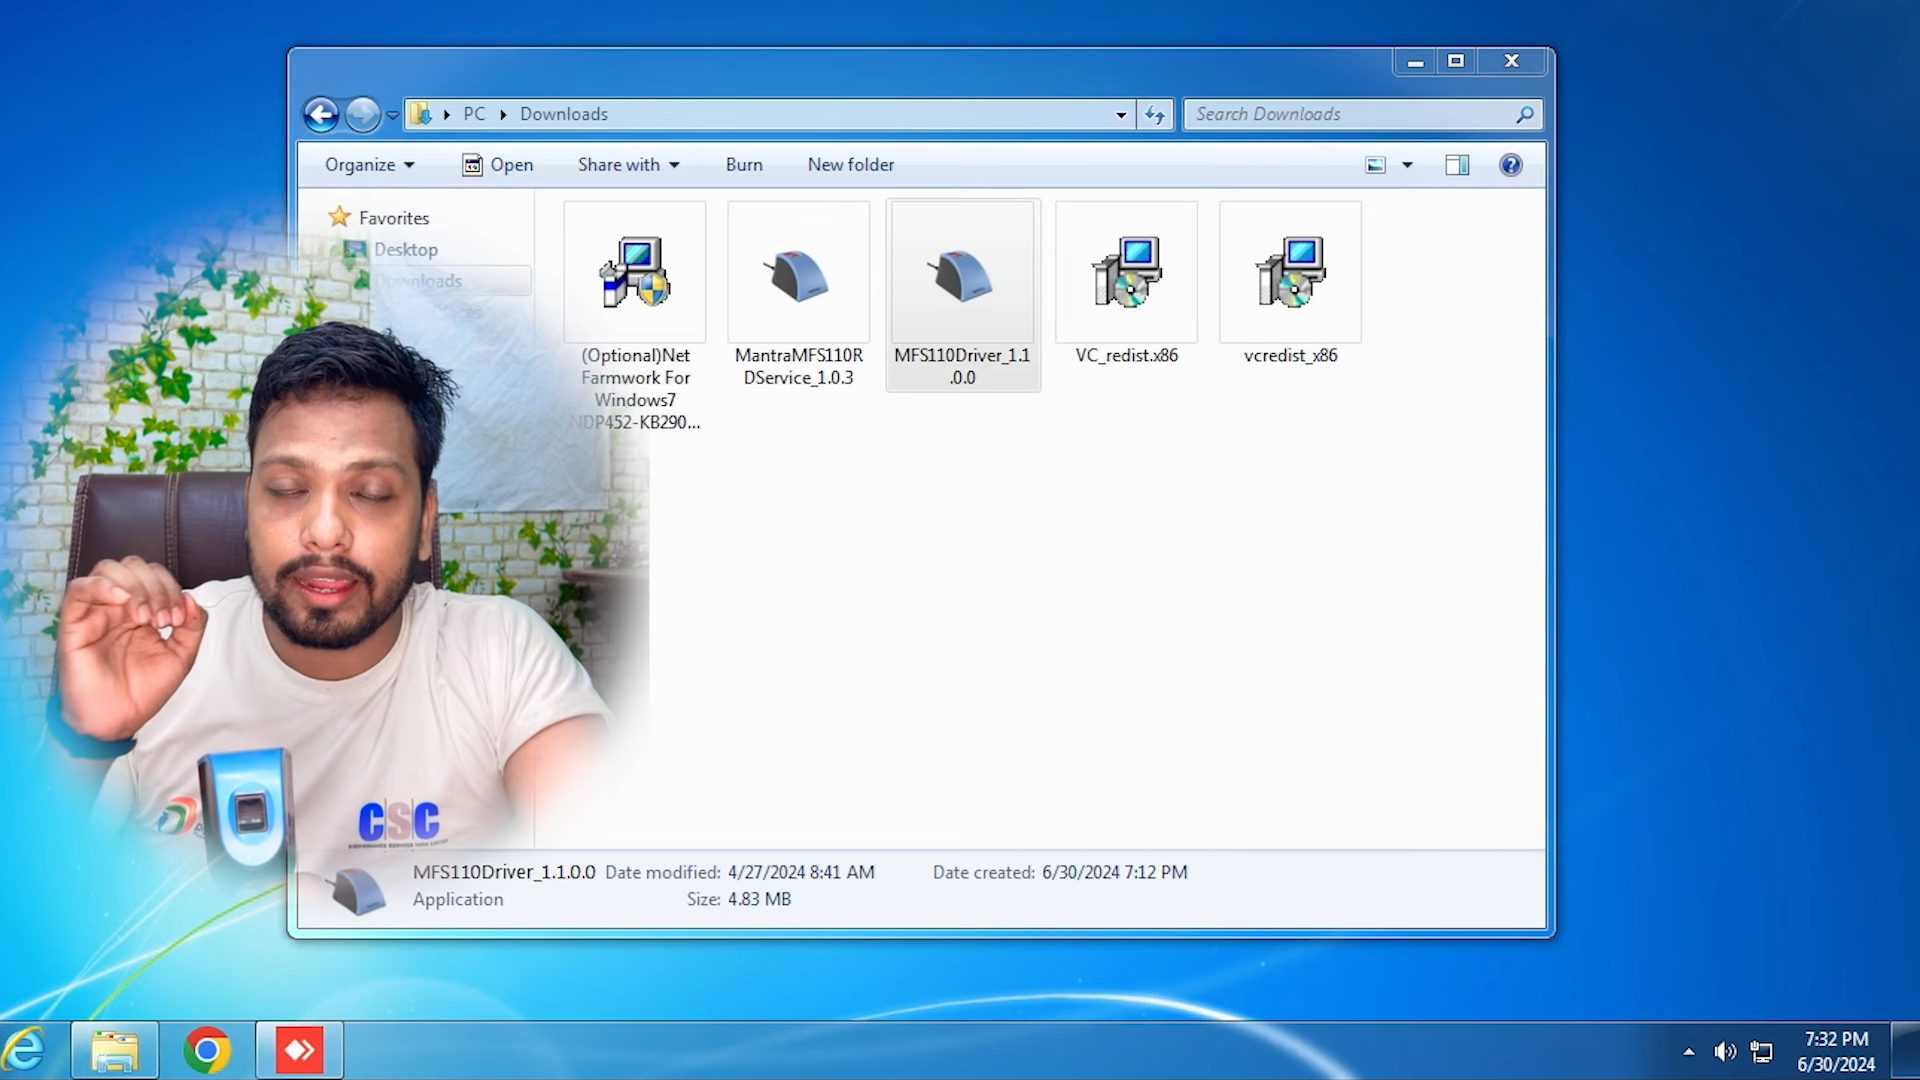 PC Downloads
Search Downloads
Organize Open Share with Burn New folder
Favorites
Desktop
Downloads
(Optional)Net
Farmwork For
Windows7
NDP452-KB290...
MantraMFS110R
DService_1.0.3
MFS110Driver_1.1
.0.0
VC_redist.x86
vcredist_x86
CSC
MFS110Driver_1.1.0.0 Date modified: 4/27/2024 8:41 AM Date created: 6/30/2024 7:12 PM
Application Size: 4.83 MB
7:32 PM
6/30/2024